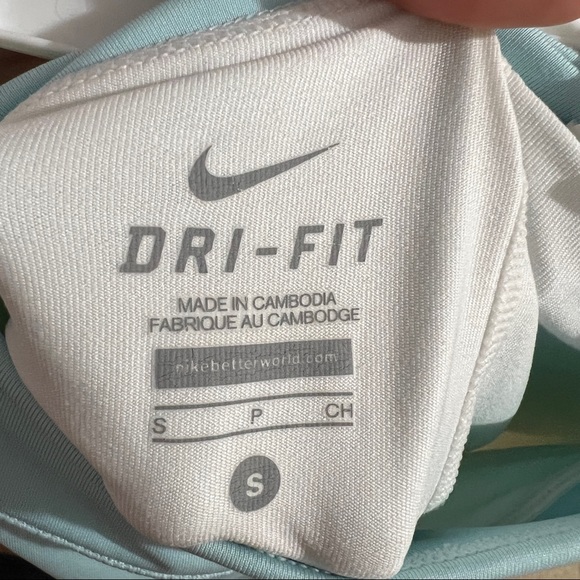 DRI-FIT
MADE IN CAMBODIA
FABRIQUE AU CAMBODGE
nikebetterworld.com
S P CH
S